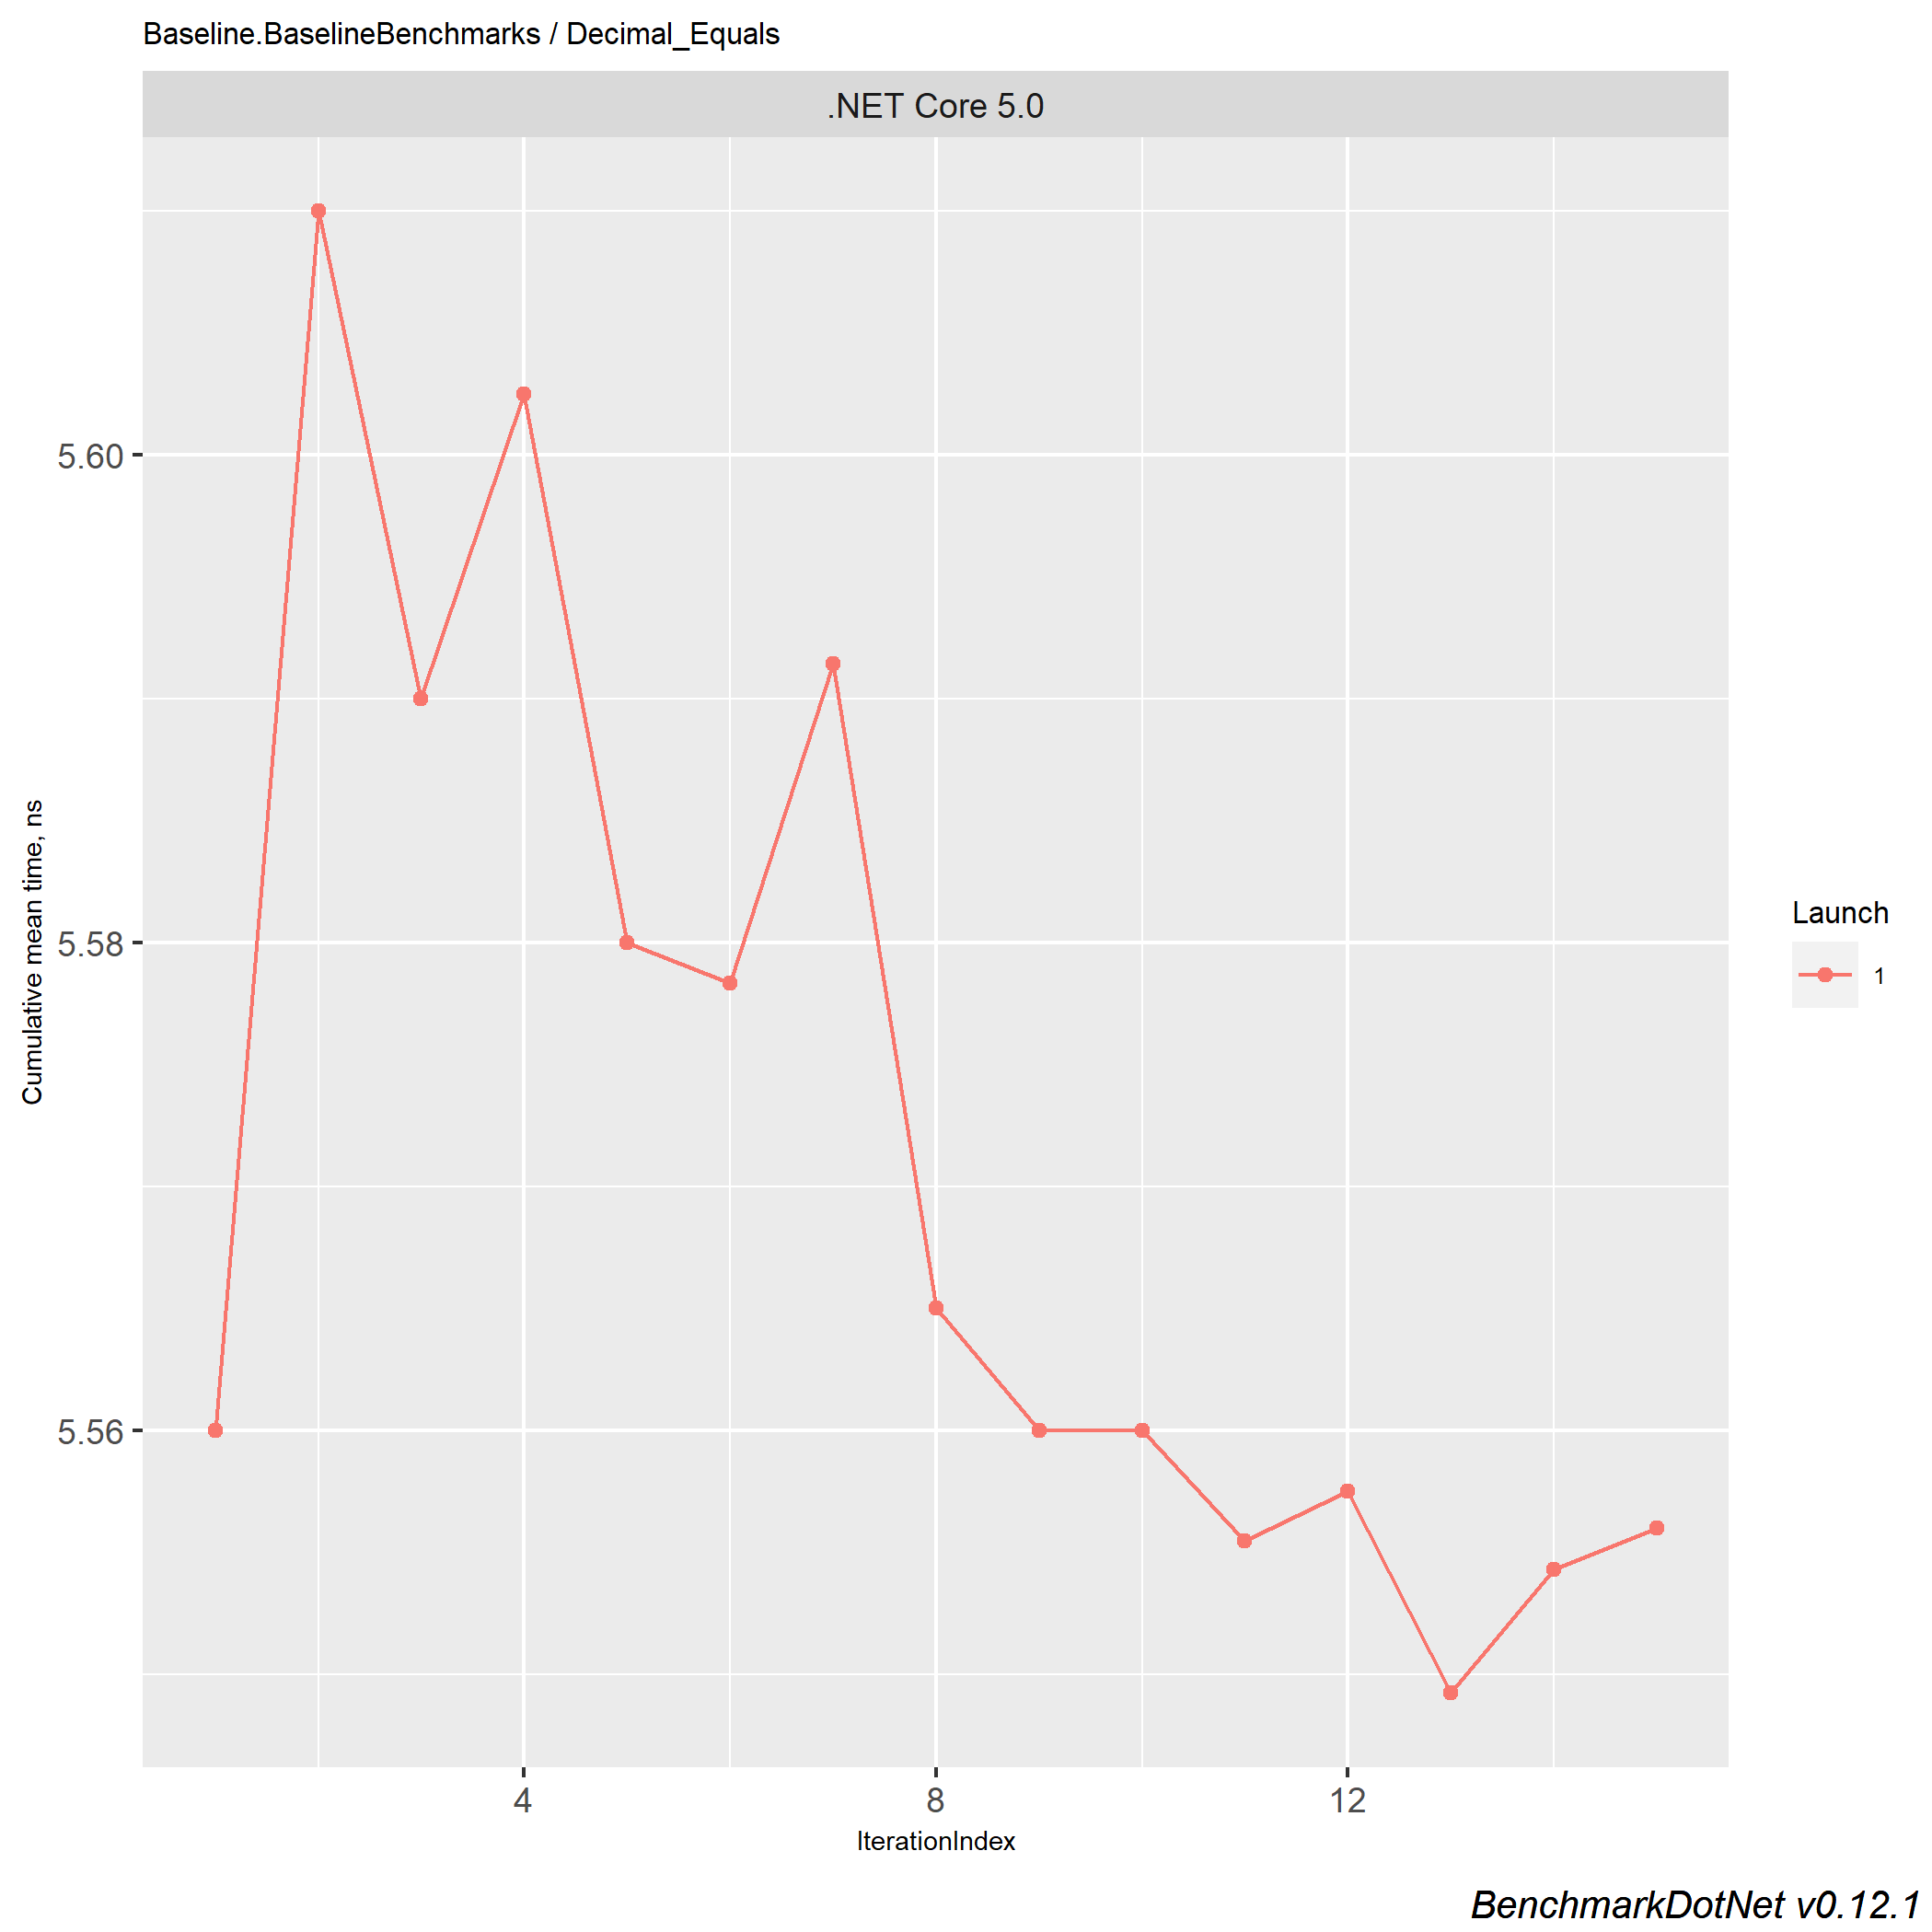 Baseline.BaselineBenchmarks / Decimal_Equals
.NET Core 5.0
5.60
5.58
5.56
Cumulative mean time, ns
4
8
12
IterationIndex
Launch
1
BenchmarkDotNet v0.12.1